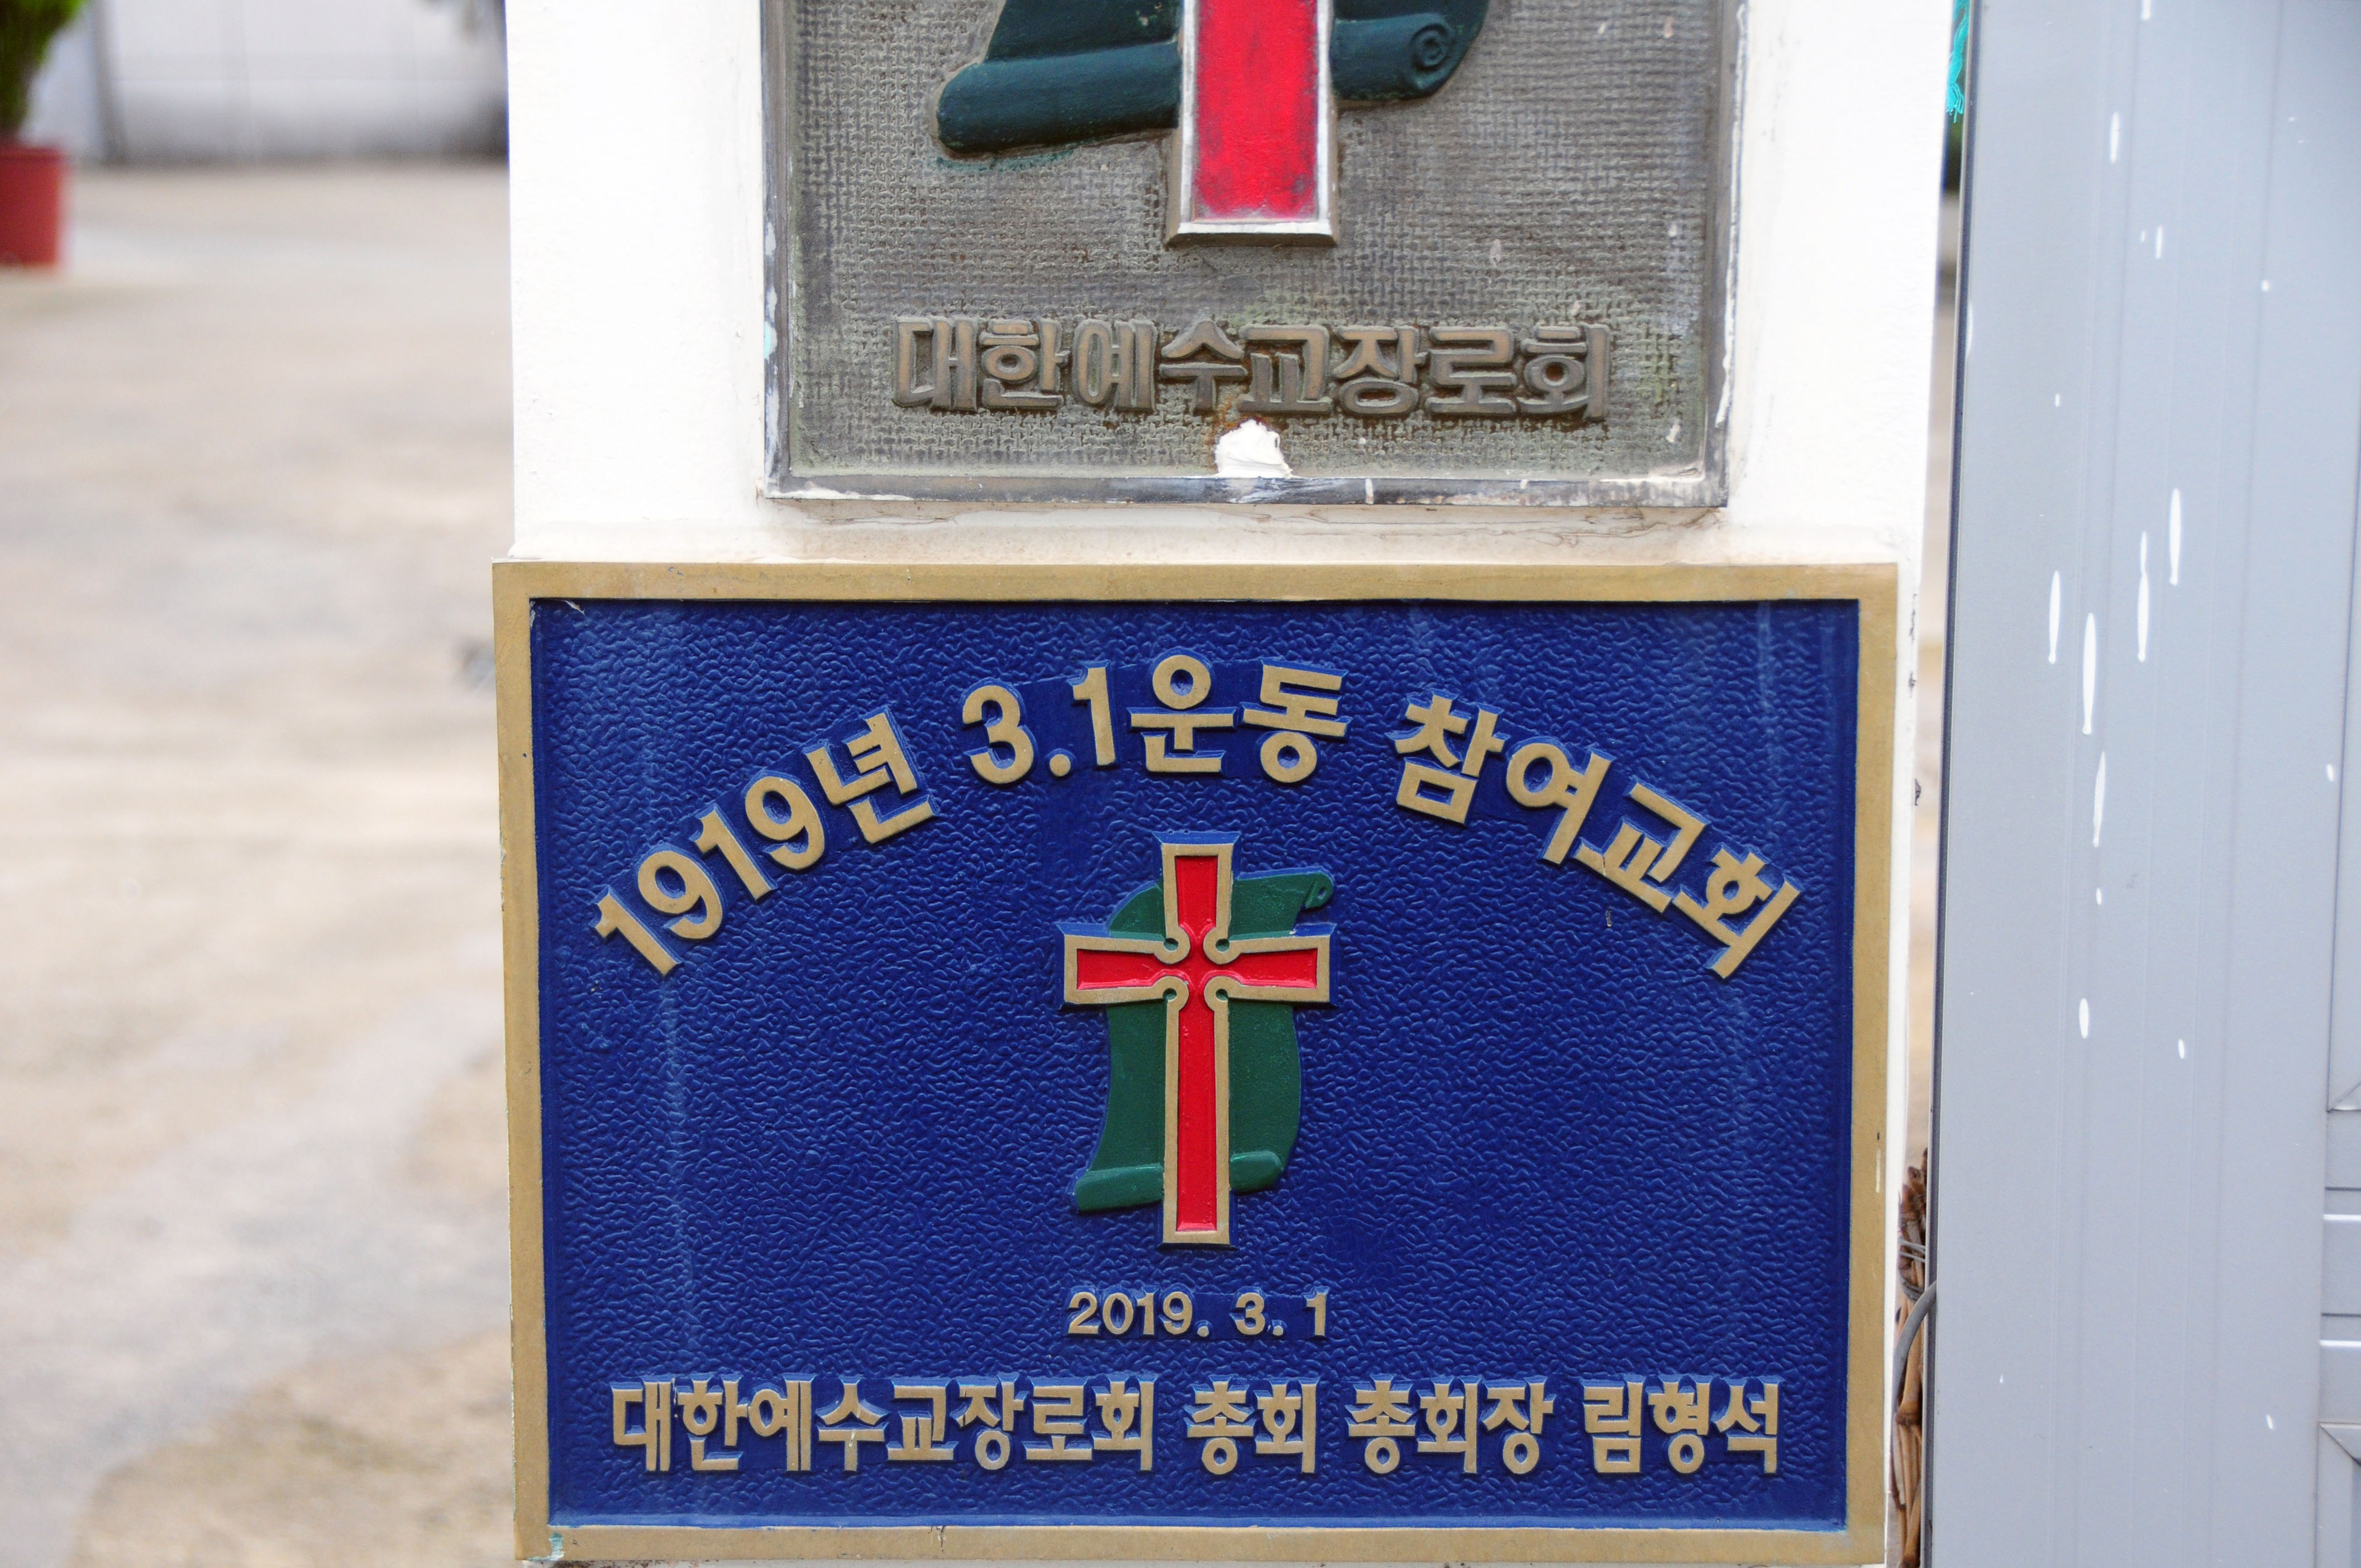 대한예수교장로회
1919년 3.1운동 참여교회
2019. 3. 1
대한예수교장로회 총회 총회장 림형석